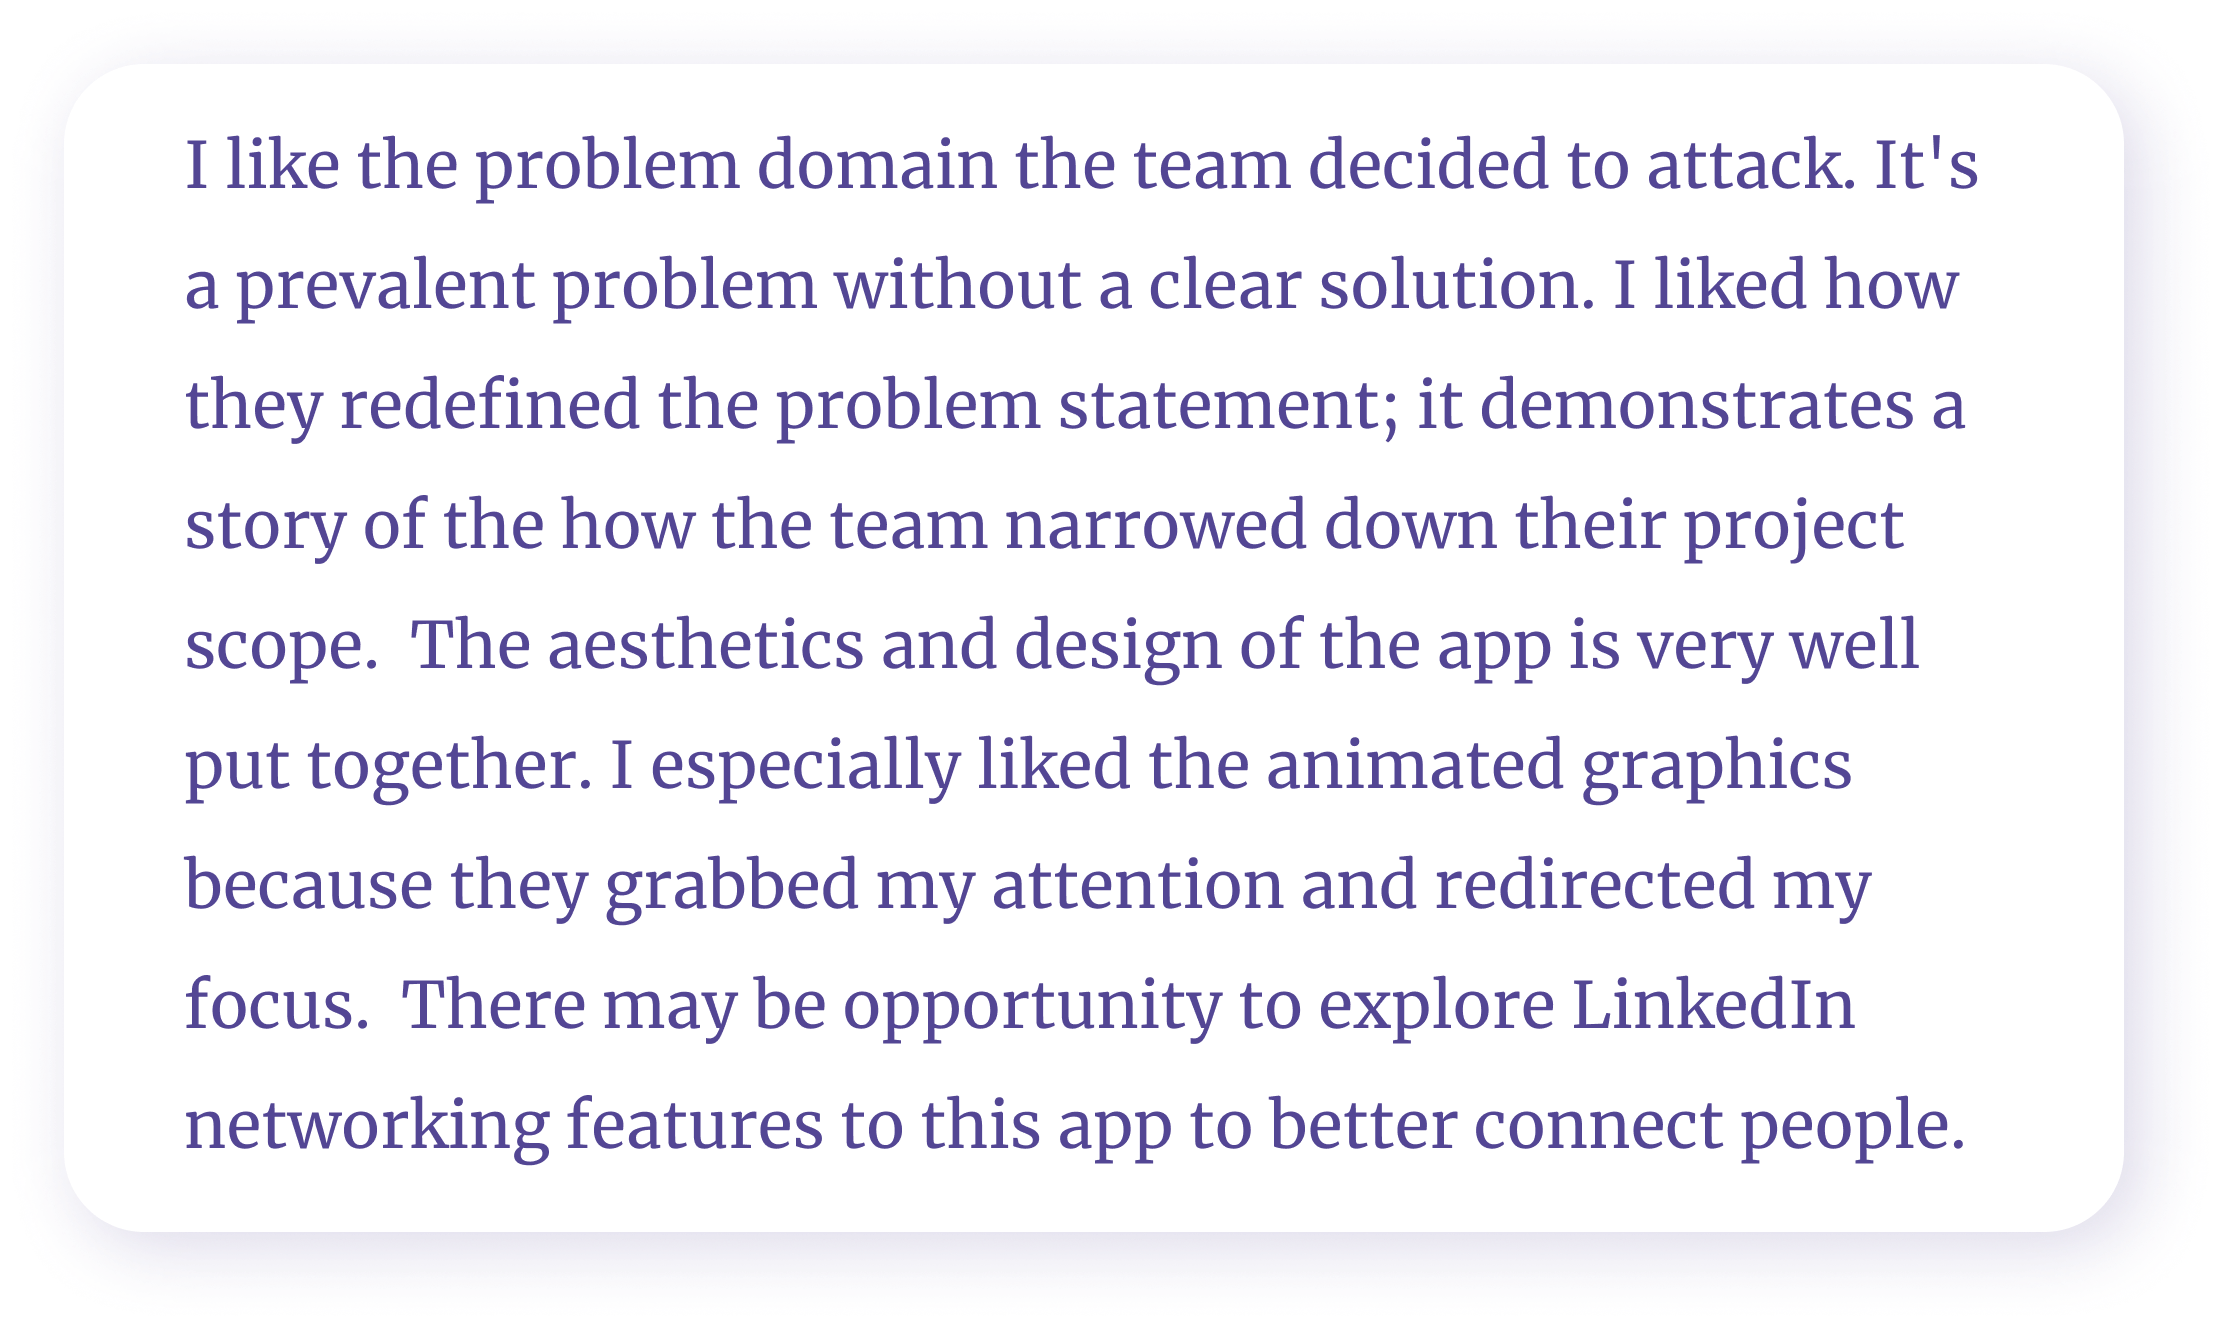 I like the problem domain the team decided to attack. It's
a prevalent problem without a clear solution. I liked how
they redefined the problem statement; it demonstrates a
story of the how the team narrowed down their project
scope.  The aesthetics and design of the app is very well
put together. I especially liked the animated graphics
because they grabbed my attention and redirected my
focus.  There may be opportunity to explore LinkedIn
networking features to this app to better connect people.